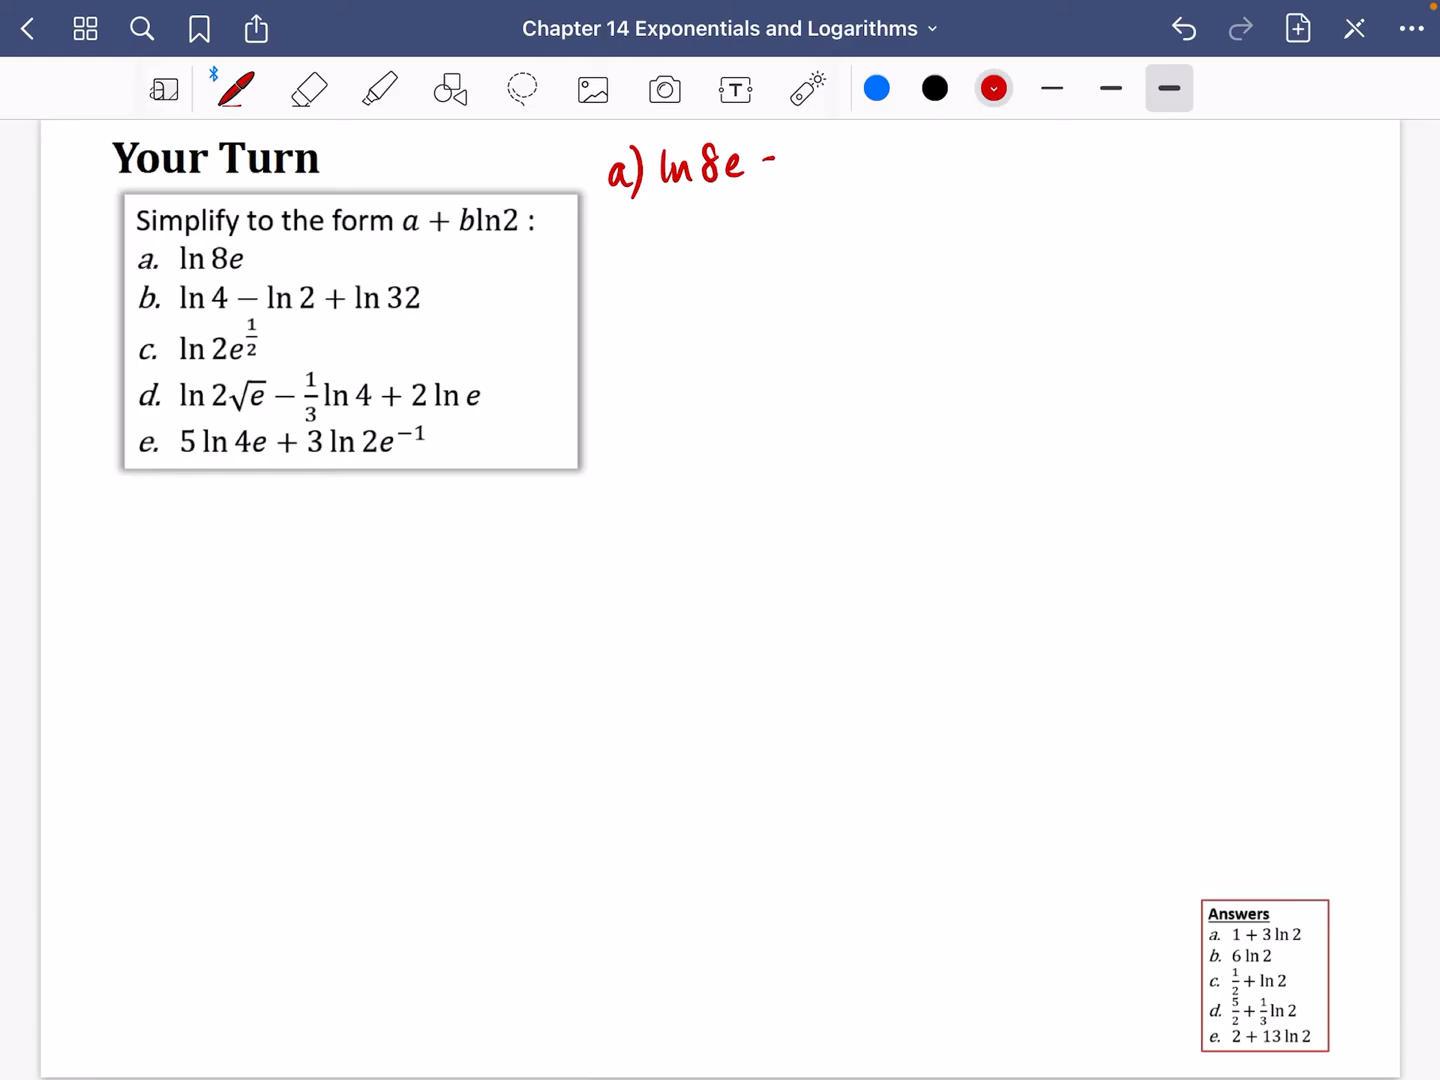 Chapter 14 Exponentials and Logarithms
Your Turn
a) ln 8e =
Simplify to the form a + bln2 :
a. ln 8e
b. ln 4 − ln 2 + ln 32
c. ln 2e^(1/2)
d. ln 2√e − 1/3 ln 4 + 2 ln e
e. 5 ln 4e + 3 ln 2e⁻¹
Answers
a. 1 + 3 ln 2
b. 6 ln 2
c. 1/2 + ln 2
d. 5/2 + 1/3 ln 2
e. 2 + 13 ln 2